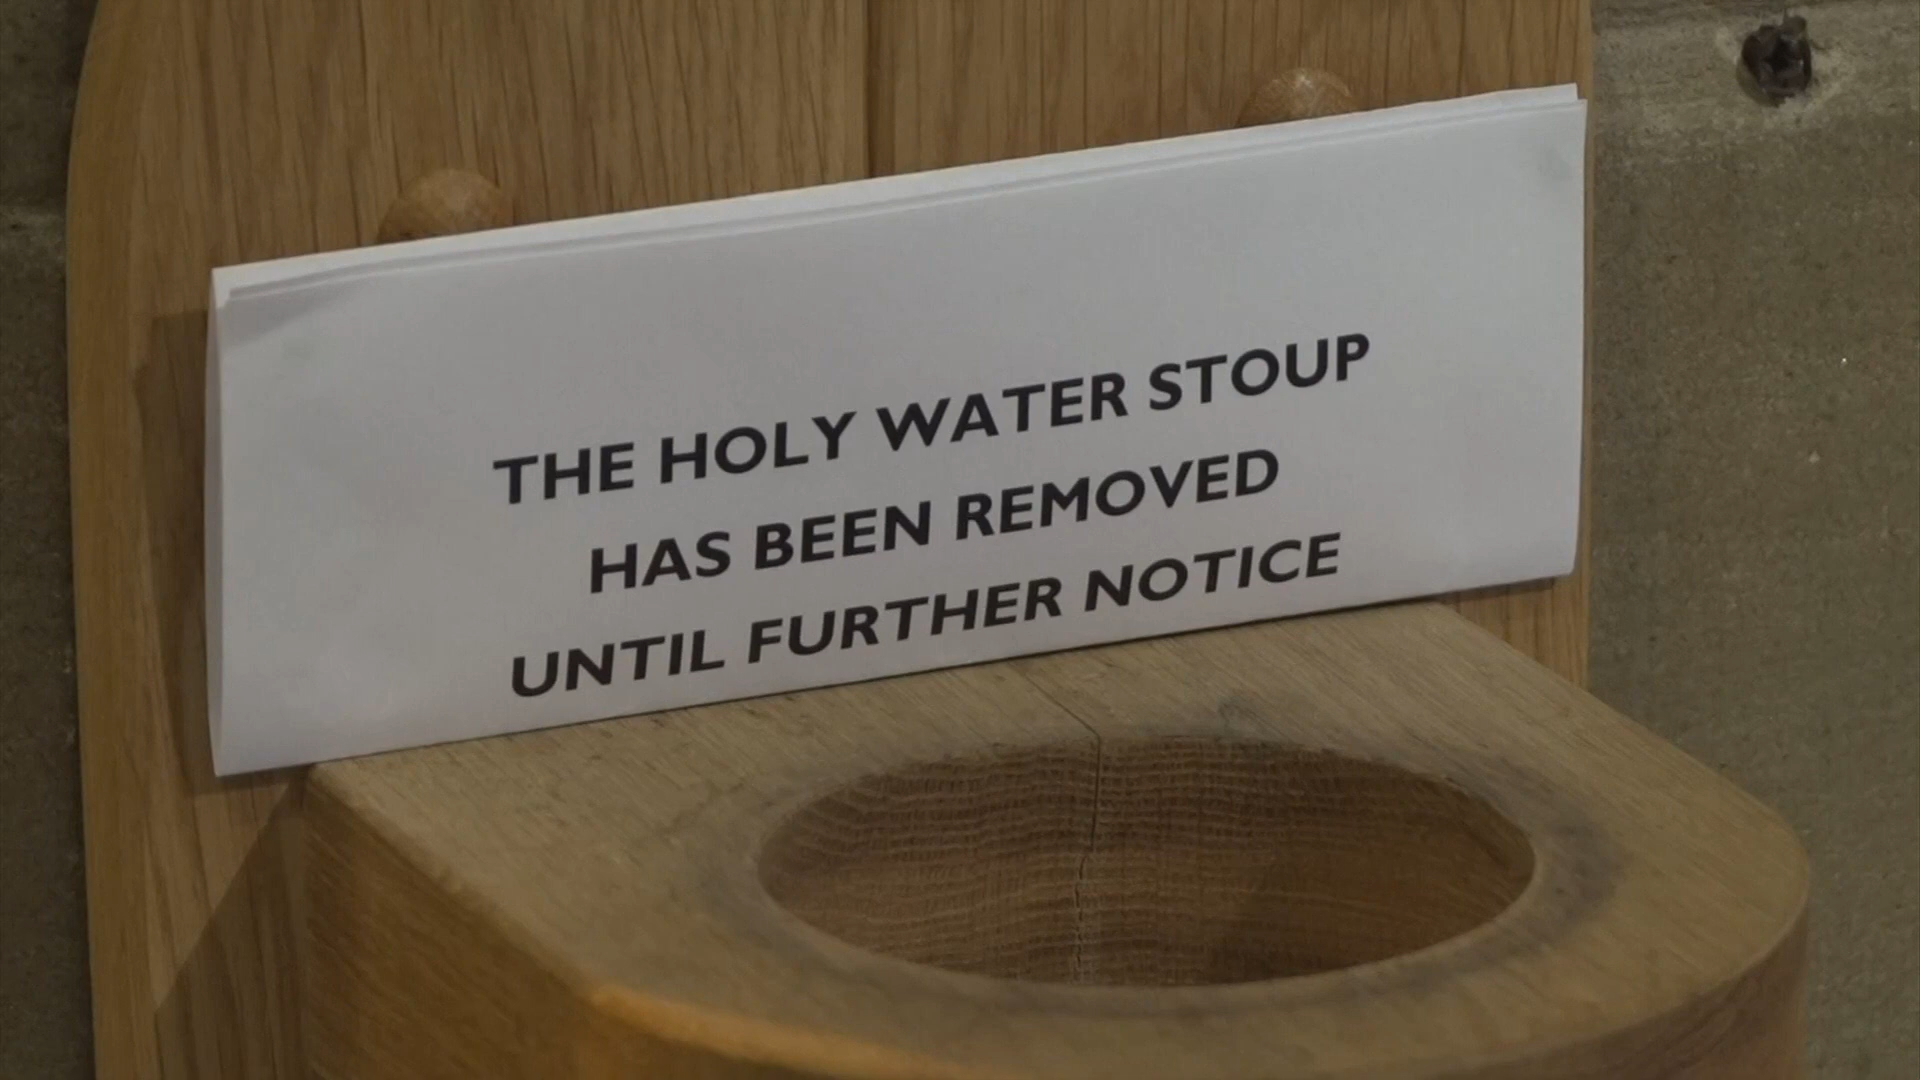 THE HOLY WATER STOUP
HAS BEEN REMOVED
UNTIL FURTHER NOTICE